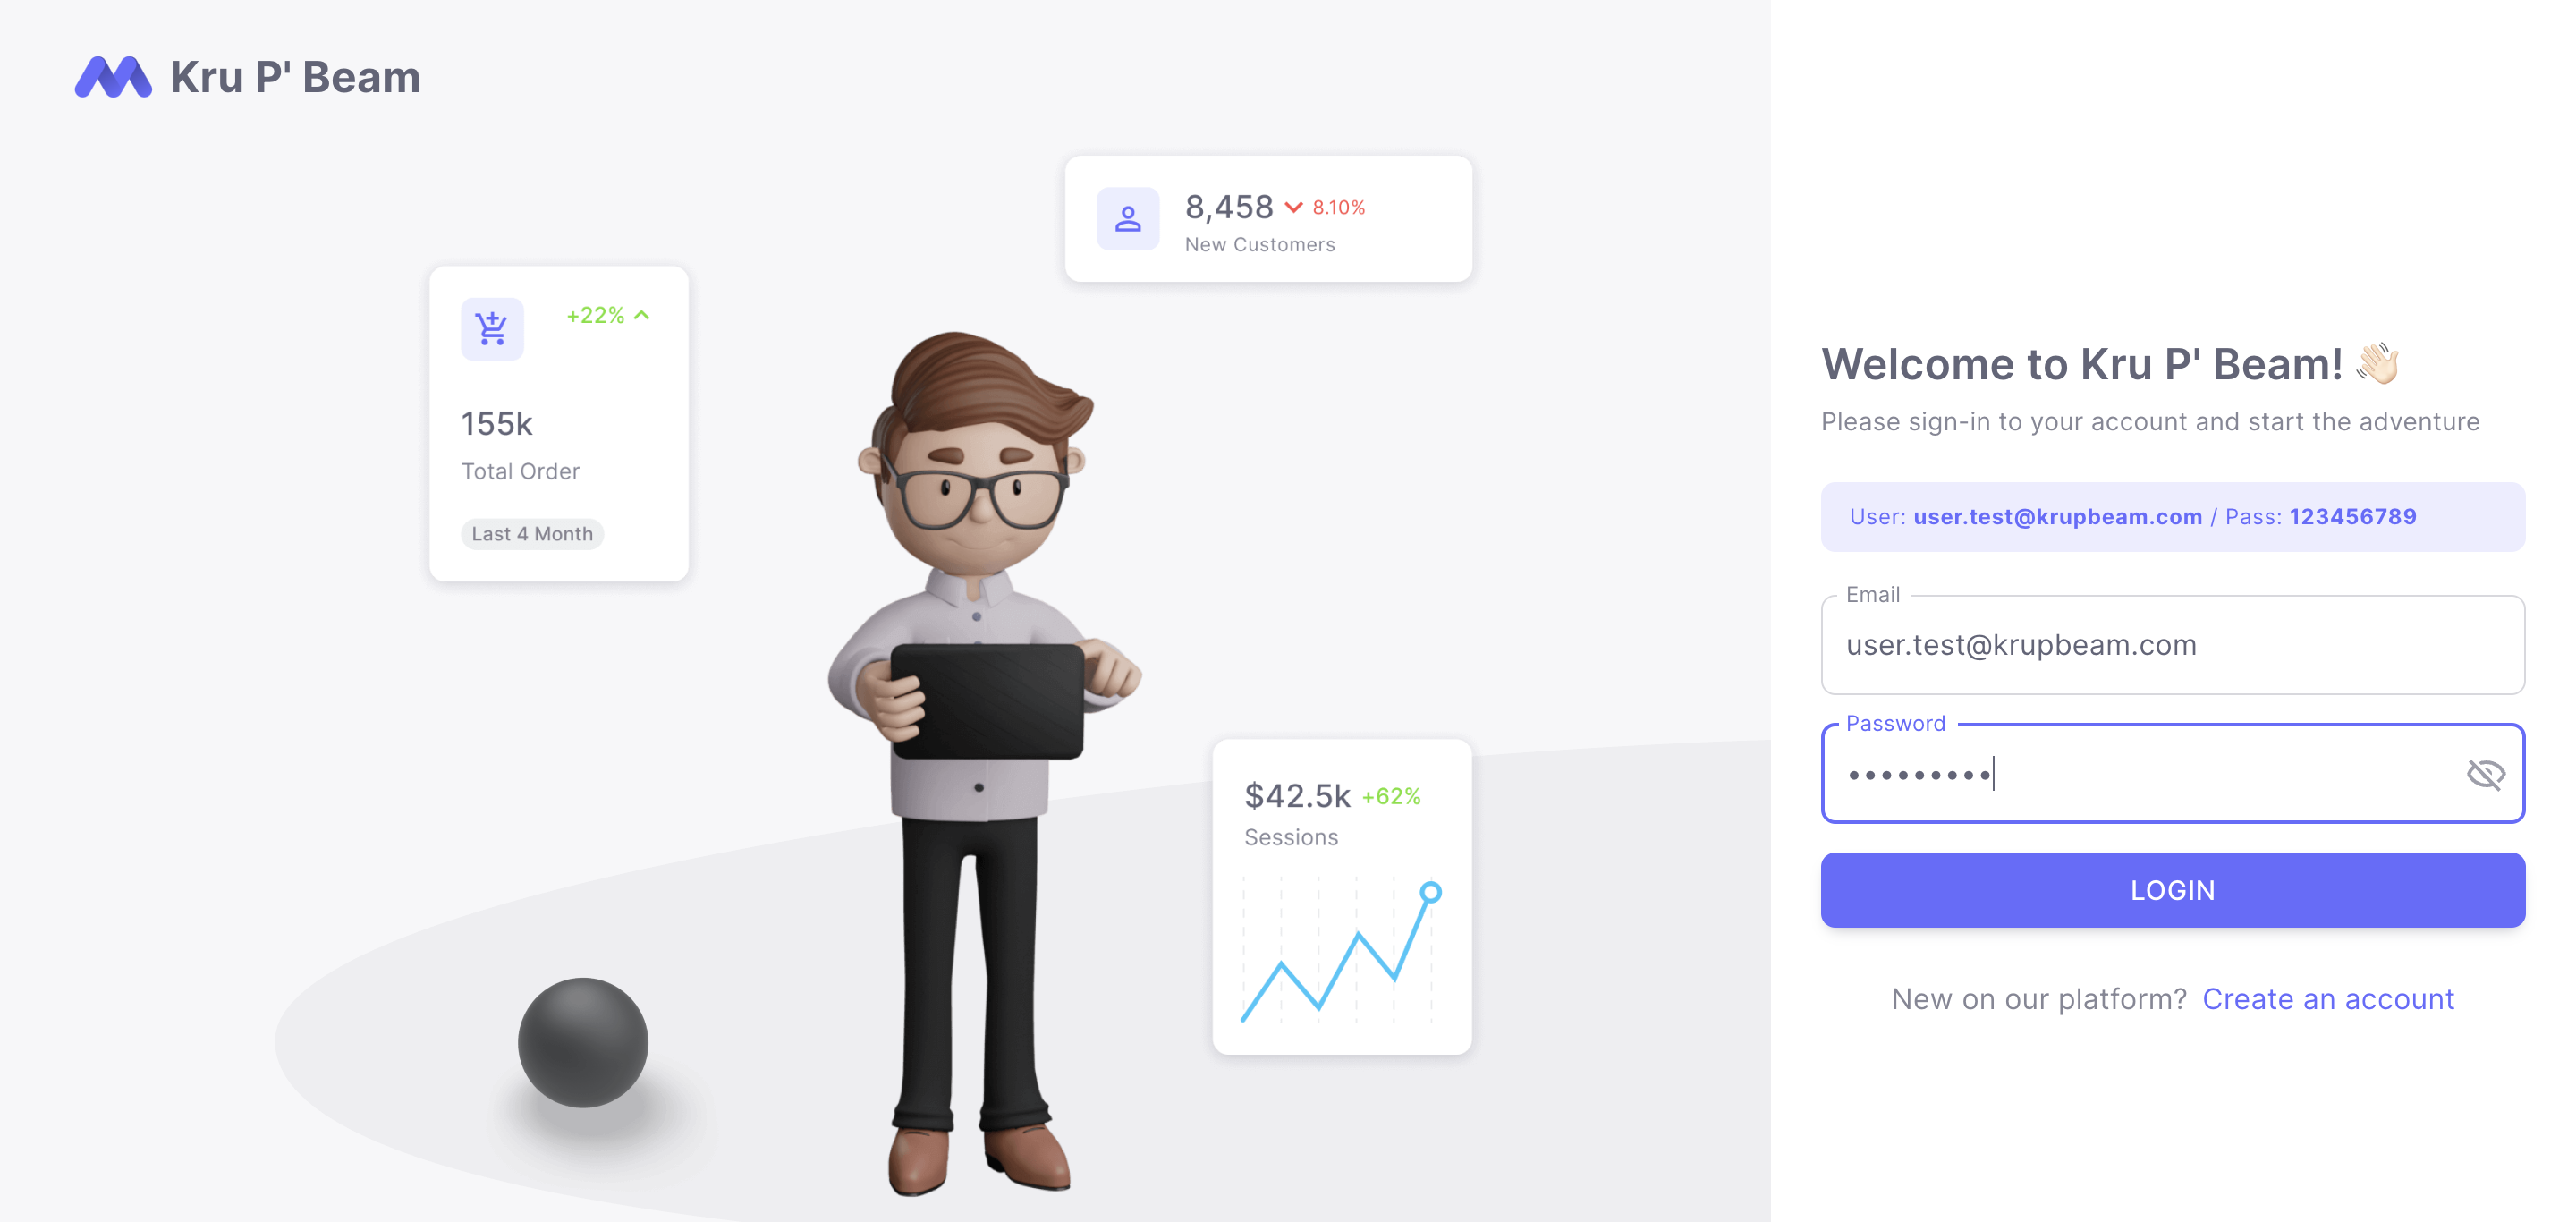 Kru P' Beam
8,458 8.10%
New Customers
+22%
155k
Total Order
Last 4 Month
$42.5k +62%
Sessions
Welcome to Kru P' Beam! 👋🏻
Please sign-in to your account and start the adventure
User: user.test@krupbeam.com / Pass: 123456789
Email
user.test@krupbeam.com
Password
•••••••••
LOGIN
New on our platform? Create an account